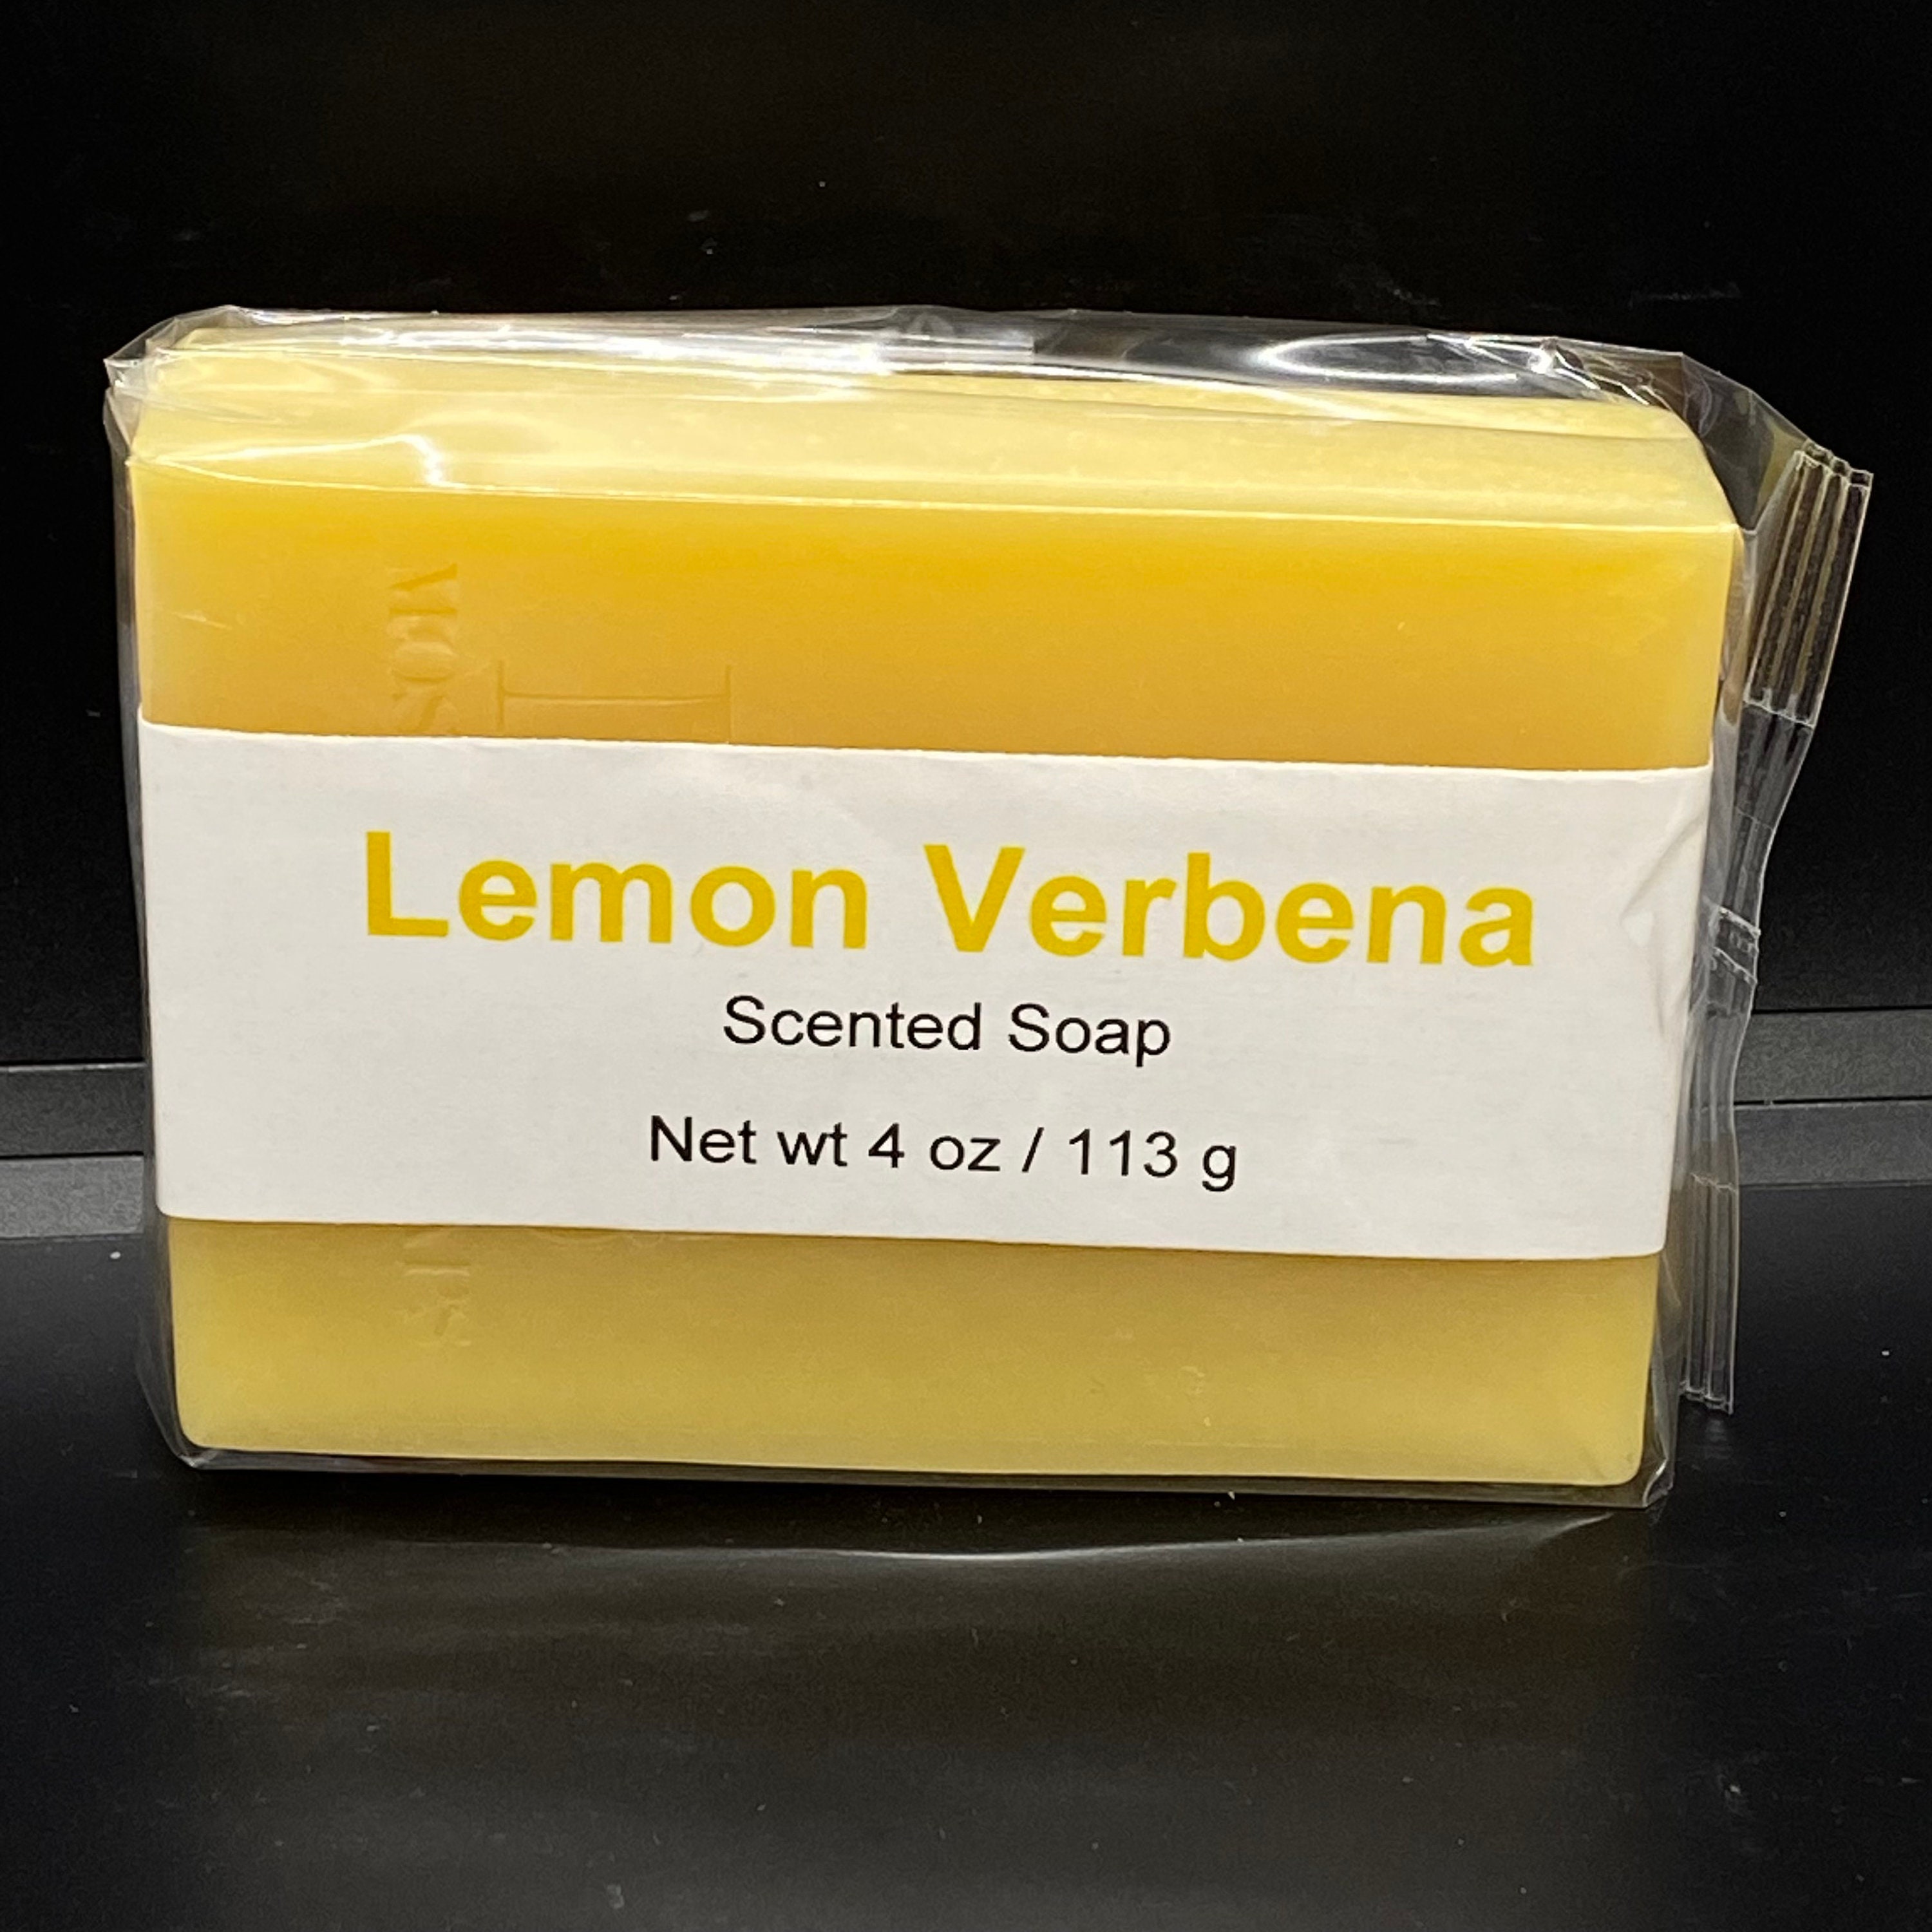 Lemon Verbena
Scented Soap
Net wt 4 oz / 113 g